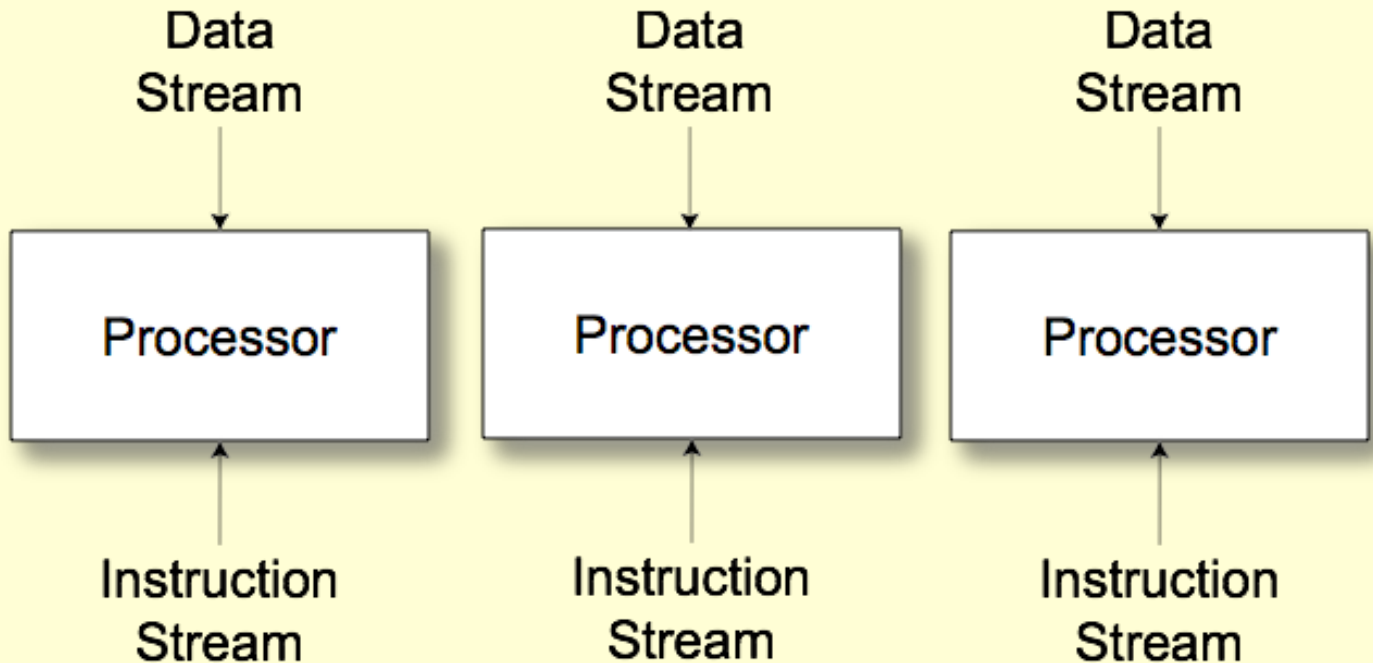 Data Data Data
Stream Stream Stream
Processor Processor Processor
Instruction Instruction Instruction
Stream Stream Stream